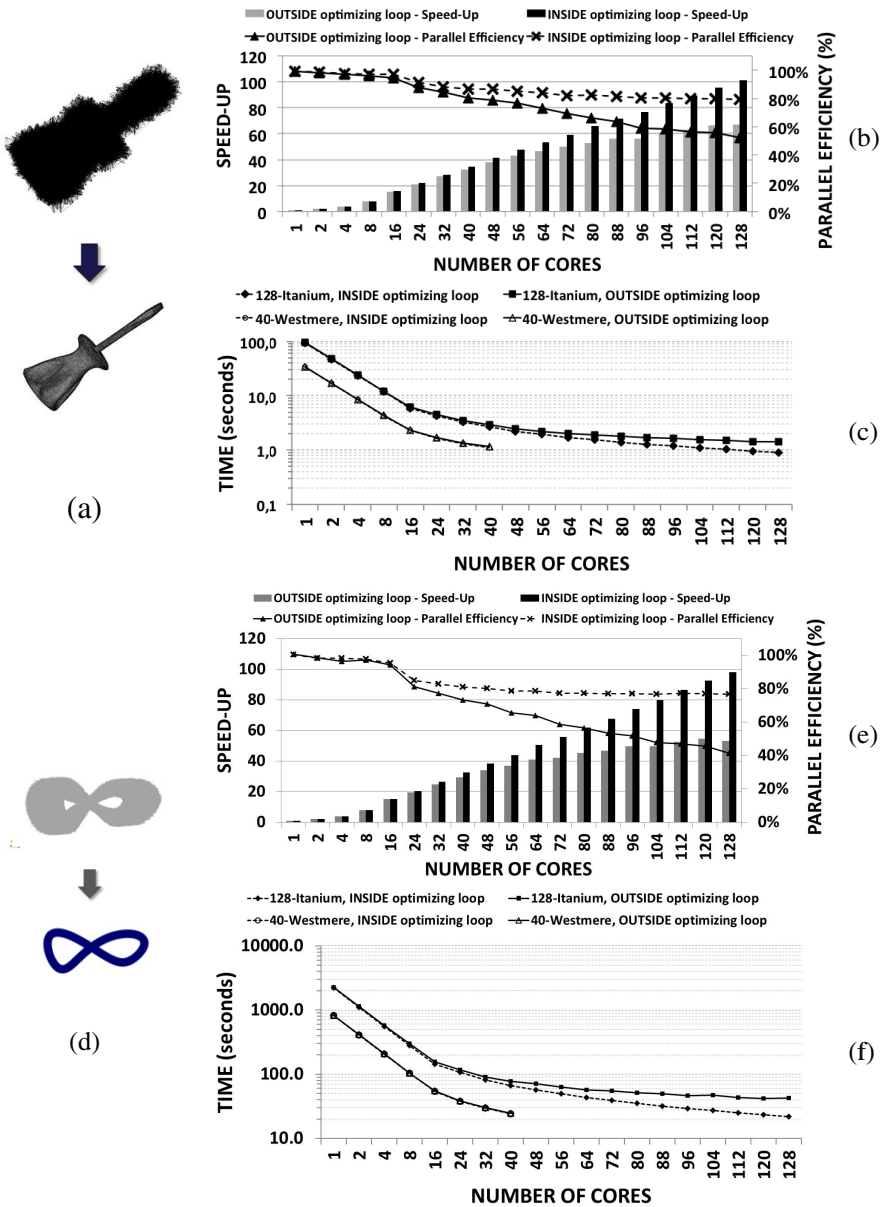 OUTSIDE optimizing loop - Speed-Up INSIDE optimizing loop - Speed-Up
OUTSIDE optimizing loop - Parallel Efficiency INSIDE optimizing loop - Parallel Efficiency
SPEED-UP
120
100
80
60
40
20
0
100%
80%
60%
40%
20%
0%
PARALLEL EFFICIENCY (%)
1 2 4 8 16 24 32 40 48 56 64 72 80 88 96 104 112 120 128
NUMBER OF CORES
(b)
128-Itanium, INSIDE optimizing loop 128-Itanium, OUTSIDE optimizing loop
40-Westmere, INSIDE optimizing loop 40-Westmere, OUTSIDE optimizing loop
TIME (seconds)
100,0
10,0
1,0
0,1
1 2 4 8 16 24 32 40 48 56 64 72 80 88 96 104 112 120 128
NUMBER OF CORES
(c)
(a)
OUTSIDE optimizing loop - Speed-Up INSIDE optimizing loop - Speed-Up
OUTSIDE optimizing loop - Parallel Efficiency INSIDE optimizing loop - Parallel Efficiency
SPEED-UP
120
100
80
60
40
20
0
100%
80%
60%
40%
20%
0%
PARALLEL EFFICIENCY (%)
1 2 4 8 16 24 32 40 48 56 64 72 80 88 96 104 112 120 128
NUMBER OF CORES
(e)
128-Itanium, INSIDE optimizing loop 128-Itanium, OUTSIDE optimizing loop
40-Westmere, INSIDE optimizing loop 40-Westmere, OUTSIDE optimizing loop
TIME (seconds)
10000.0
1000.0
100.0
10.0
1 2 4 8 16 24 32 40 48 56 64 72 80 88 96 104 112 120 128
NUMBER OF CORES
(d)
(f)